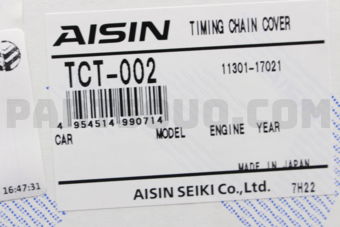 AISIN TIMING CHAIN COVER
TCT-002 11301-17021
4 954514 990714
CAR MODEL ENGINE YEAR
MADE IN JAPAN
16:47:31
AISIN SEIKI Co., Ltd. 7H22